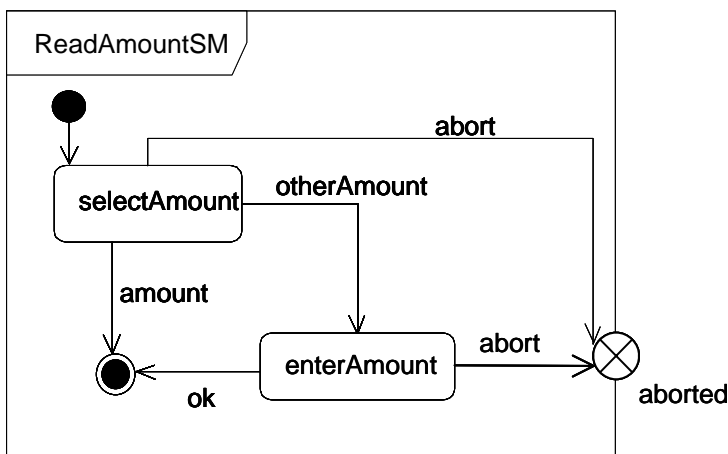 ReadAmountSM
abort
otherAmount
selectAmount
amount
abort
enterAmount
ok
aborted